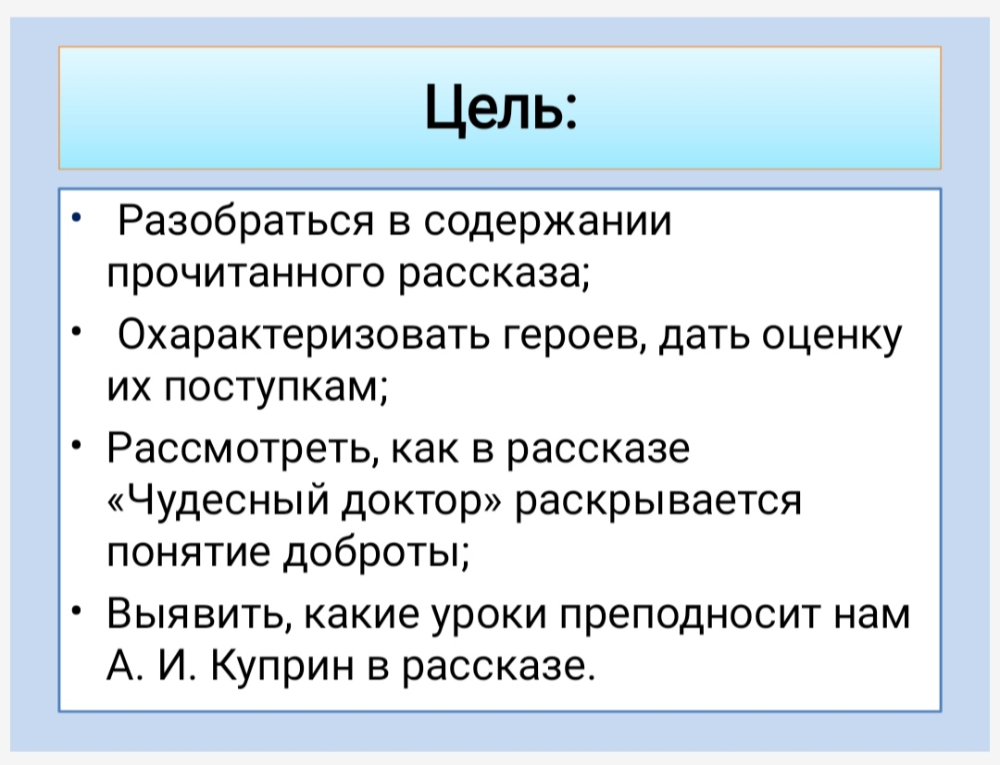 Цель:
• Разобраться в содержании
прочитанного рассказа;
• Охарактеризовать героев, дать оценку
их поступкам;
• Рассмотреть, как в рассказе
«Чудесный доктор» раскрывается
понятие доброты;
• Выявить, какие уроки преподносит нам
А. И. Куприн в рассказе.